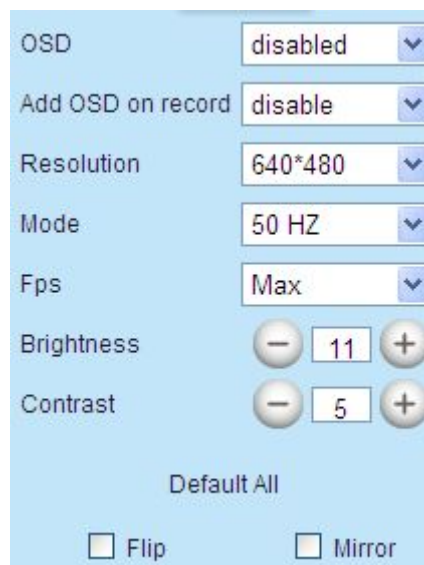 OSD disabled
Add OSD on record disable
Resolution 640*480
Mode 50 HZ
Fps Max
Brightness 11
Contrast 5
Default All
Flip Mirror